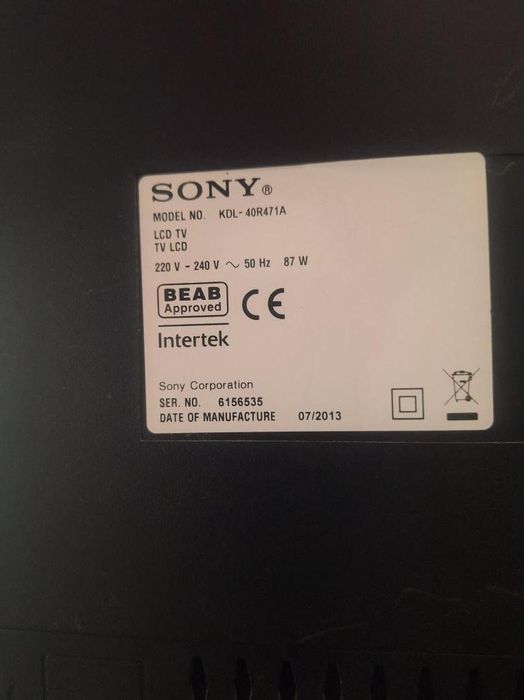 SONY®
MODEL NO. KDL-40R471A
LCD TV
TV LCD
220 V - 240 V ~ 50 Hz 87 W
BEAB
Approved
CE
Intertek
Sony Corporation
SER. NO. 6156535
DATE OF MANUFACTURE 07/2013